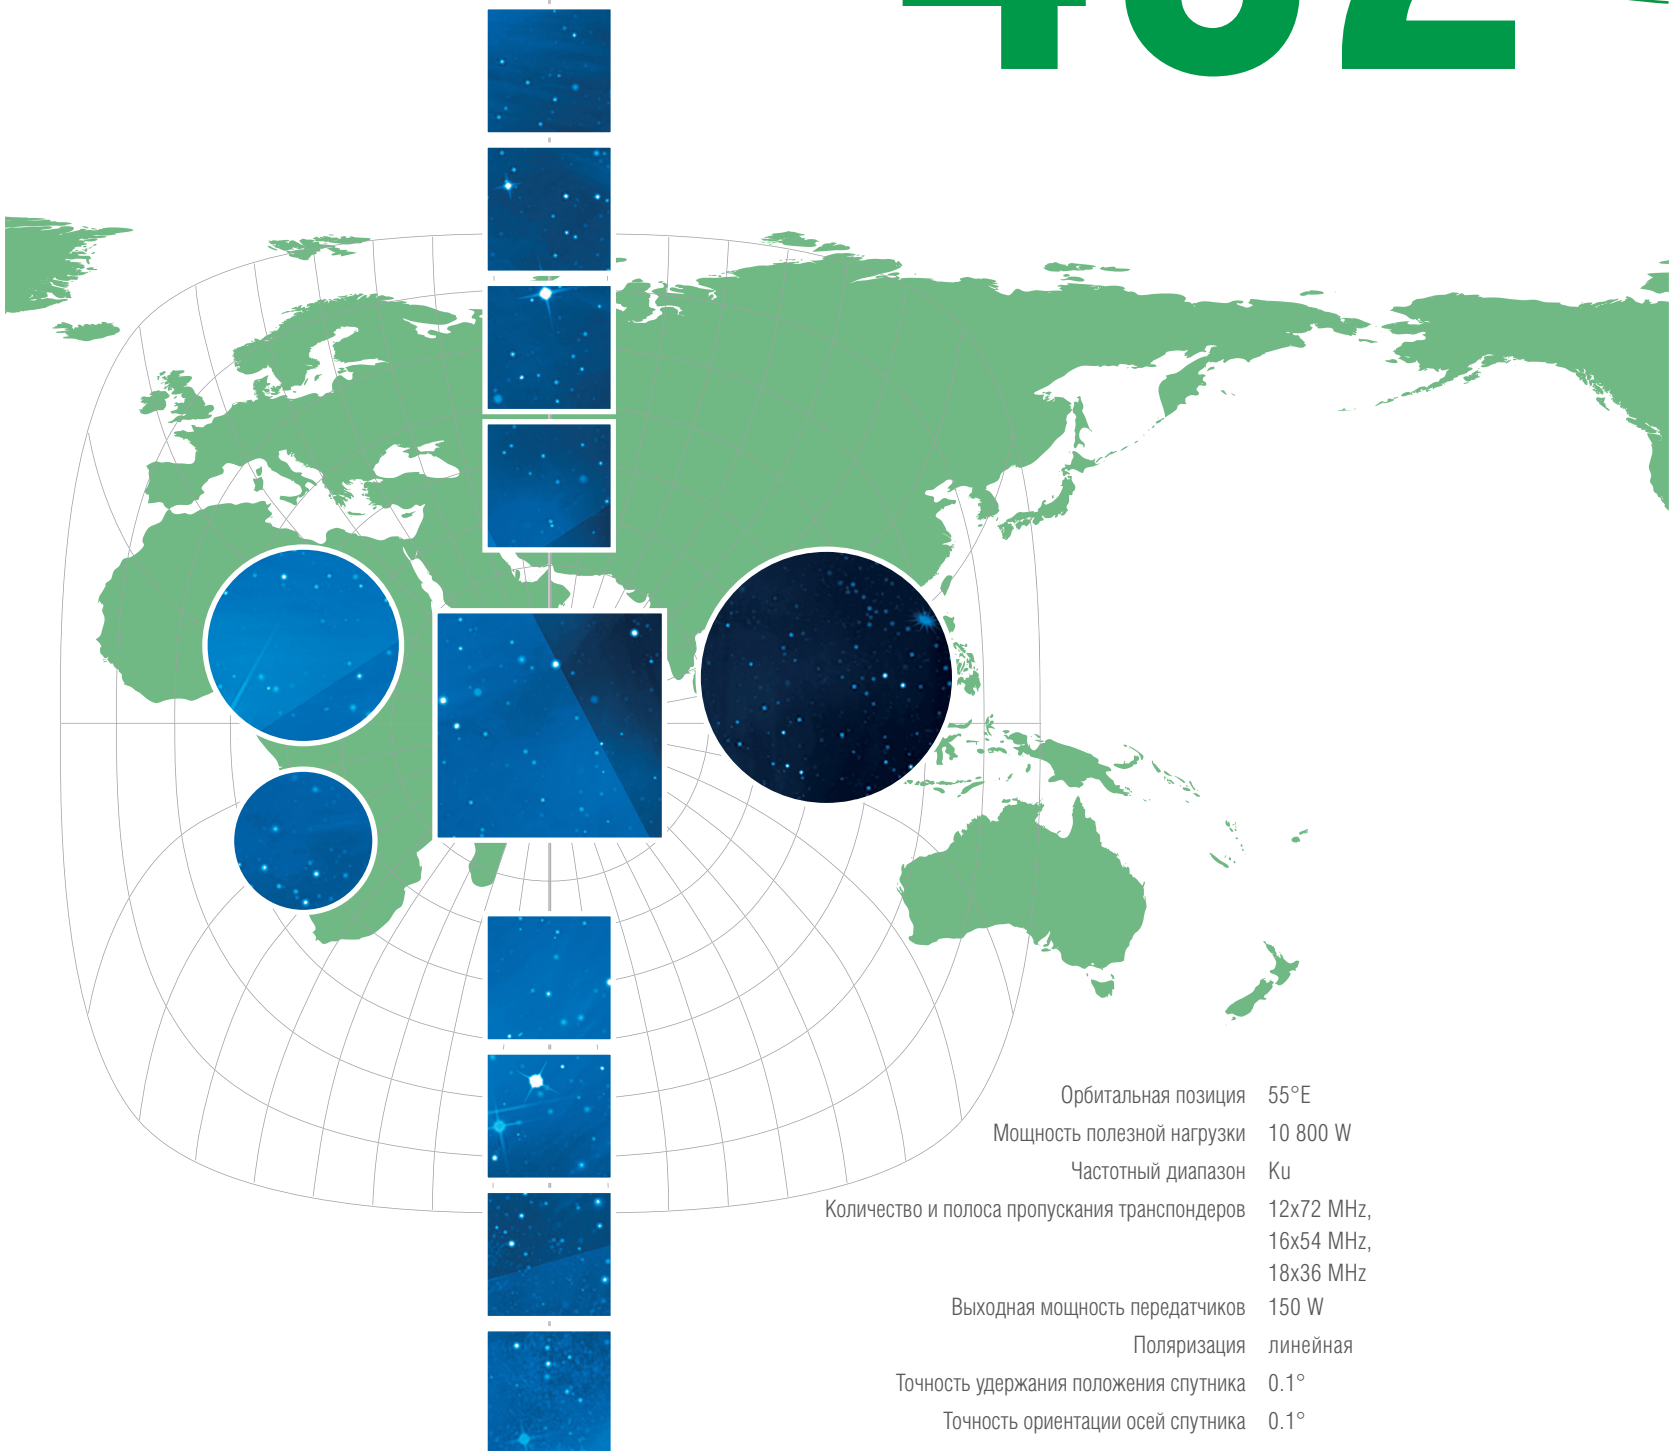 402
Орбитальная позиция 55°E
Мощность полезной нагрузки 10 800 W
Частотный диапазон Ku
Количество и полоса пропускания транспондеров 12x72 MHz,
16x54 MHz,
18x36 MHz
Выходная мощность передатчиков 150 W
Поляризация линейная
Точность удержания положения спутника 0.1°
Точность ориентации осей спутника 0.1°